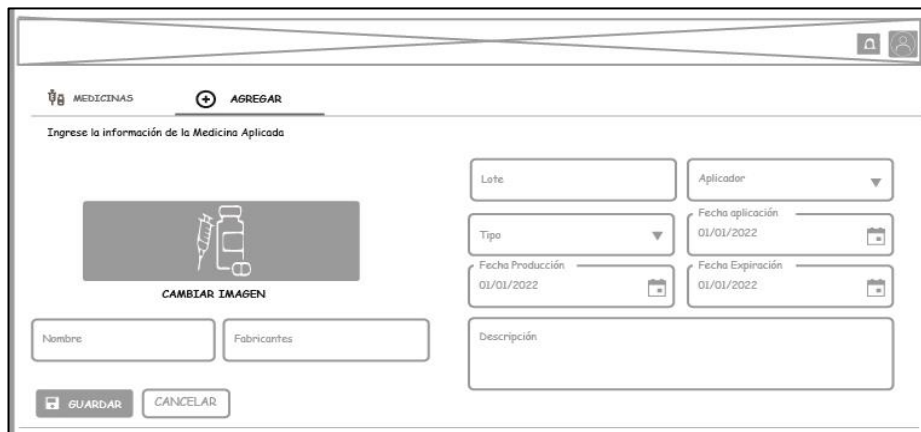 MEDICINAS
AGREGAR
Ingrese la información de la Medicina Aplicada
CAMBIAR IMAGEN
Nombre
Fabricantes
Lote
Aplicador
Tipo
Fecha aplicación
01/01/2022
Fecha Producción
01/01/2022
Fecha Expiración
01/01/2022
Descripción
GUARDAR
CANCELAR